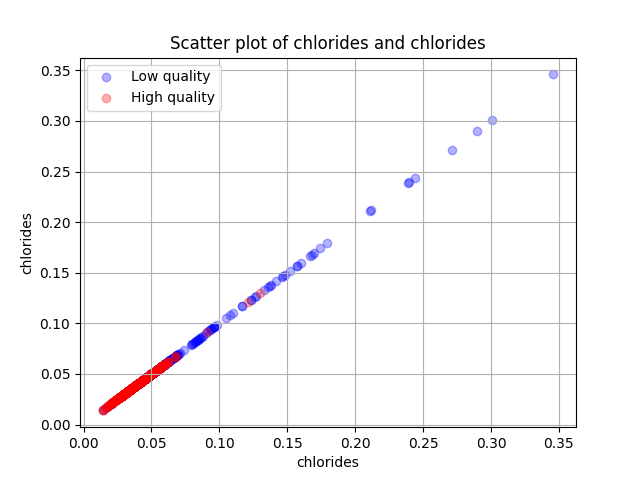 Scatter plot of chlorides and chlorides
Low quality
High quality
0.35
0.30
0.25
0.20
0.15
0.10
0.05
0.00
chlorides
0.00 0.05 0.10 0.15 0.20 0.25 0.30 0.35
chlorides